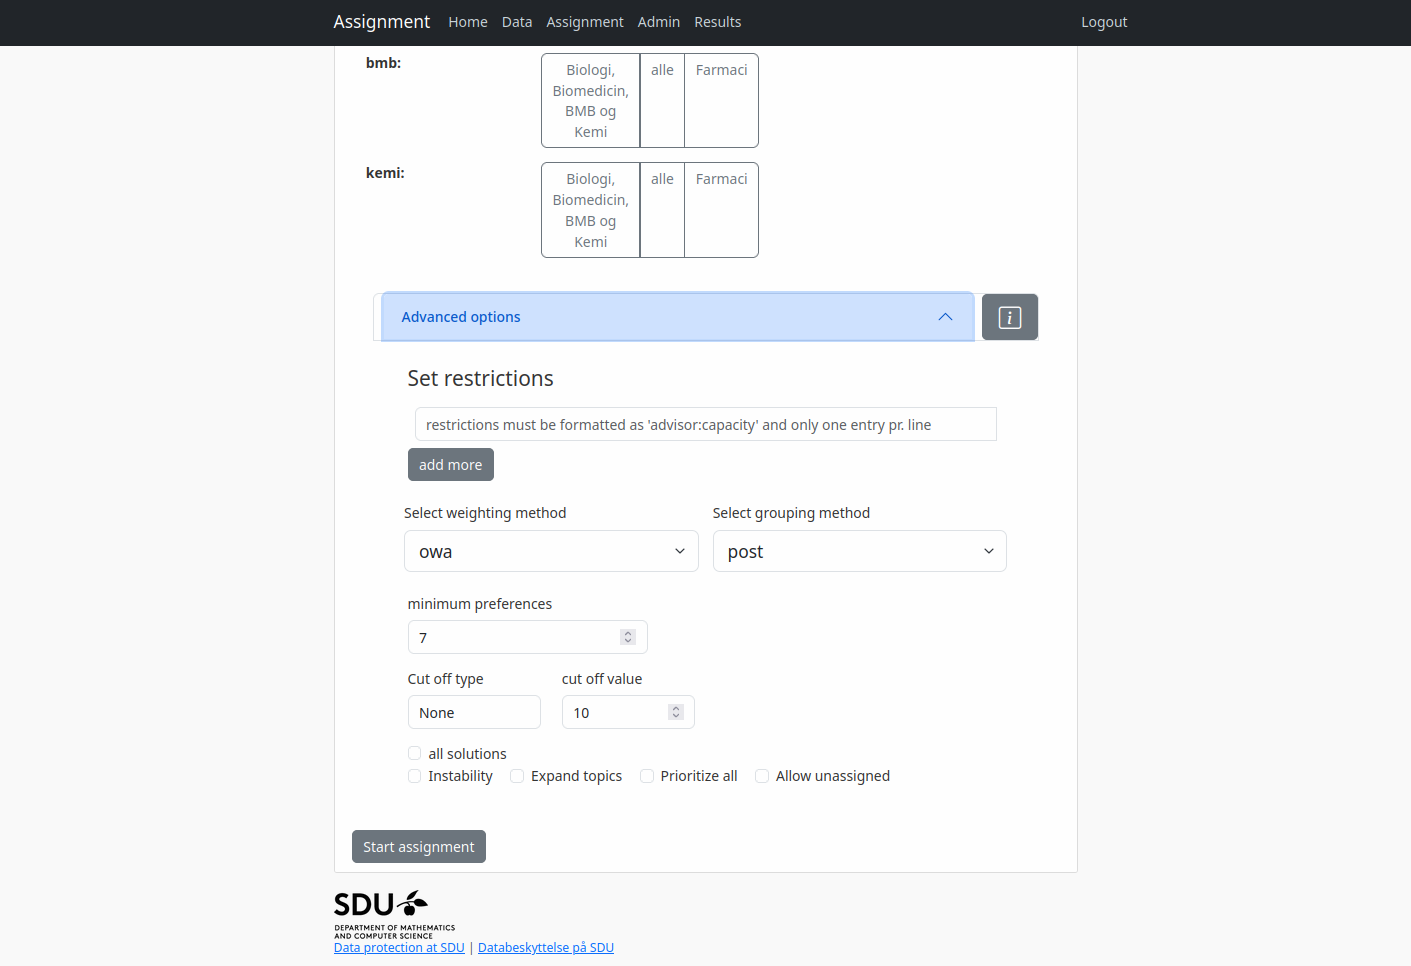 Assignment Home Data Assignment Admin Results Logout
bmb:
Biologi,
Biomedicin,
BMB og
Kemi
alle
Farmaci
kemi:
Biologi,
Biomedicin,
BMB og
Kemi
alle
Farmaci
Advanced options
i
Set restrictions
restrictions must be formatted as 'advisor:capacity' and only one entry pr. line
add more
Select weighting method
Select grouping method
owa
post
minimum preferences
7
Cut off type
cut off value
None
10
all solutions
Instability Expand topics Prioritize all Allow unassigned
Start assignment
SDU
DEPARTMENT OF MATHEMATICS
AND COMPUTER SCIENCE
Data protection at SDU | Databeskyttelse på SDU